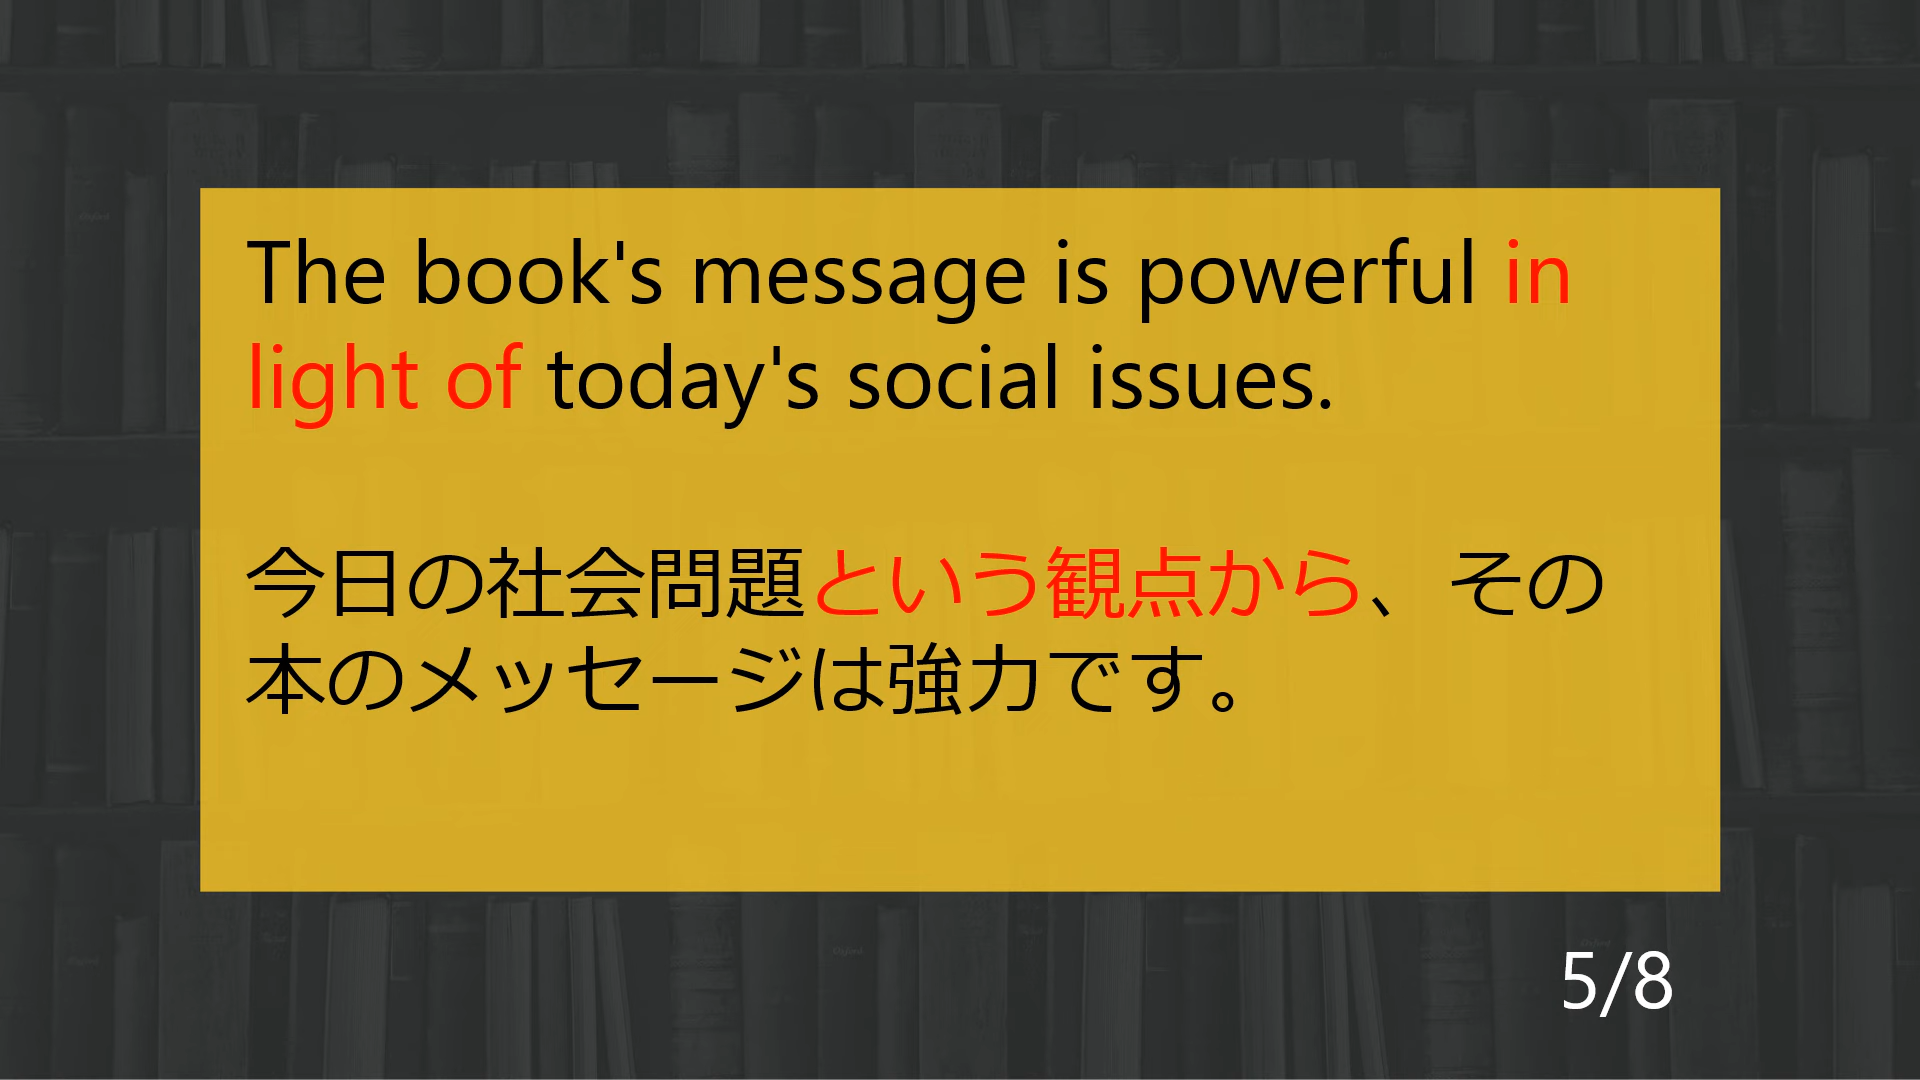 The book's message is powerful in
light of today's social issues.
今日の社会問題という観点から、その
本のメッセージは強力です。
5/8